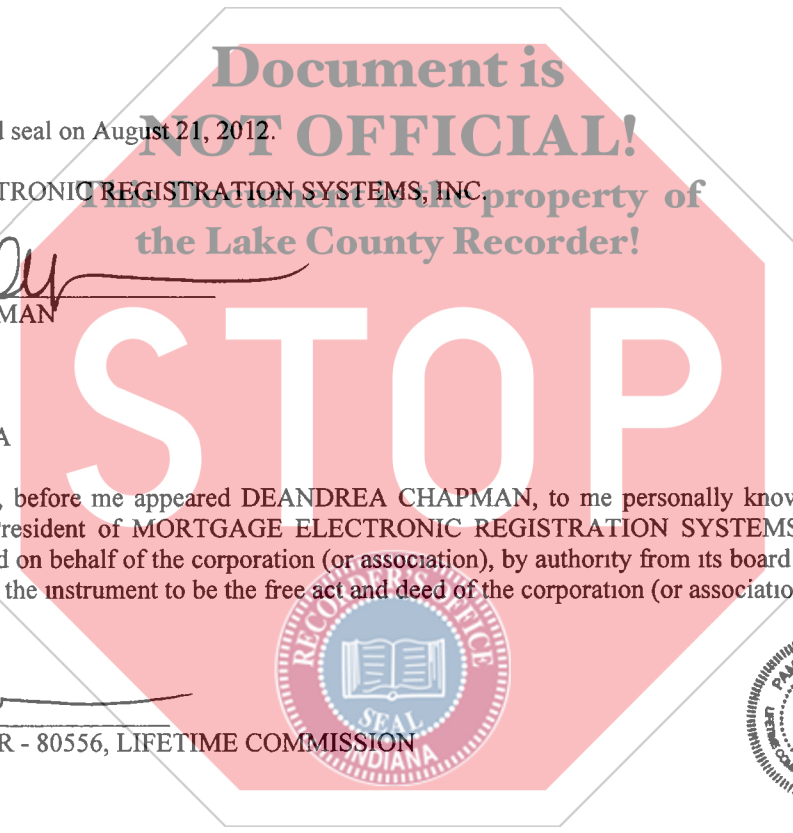 Document is
NOT OFFICIAL!
This Document is the property of
the Lake County Recorder!
STOP
seal on August 21, 2012.
TRONIC REGISTRATION SYSTEMS, INC.
MAN
A
, before me appeared DEANDREA CHAPMAN, to me personally know
resident of MORTGAGE ELECTRONIC REGISTRATION SYSTEMS
d on behalf of the corporation (or association), by authority from its board
the instrument to be the free act and deed of the corporation (or associatio
RECORDER'S OFFICE
SEAL
INDIANA
R - 80556, LIFETIME COMMISSION
LIFETIME